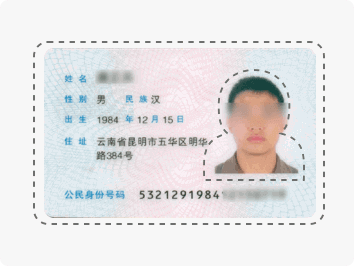 姓名
性别 男 民族 汉
出生 1984 年 12 月 15 日
住址 云南省昆明市五华区明华
路384号
公民身份号码 5321291984